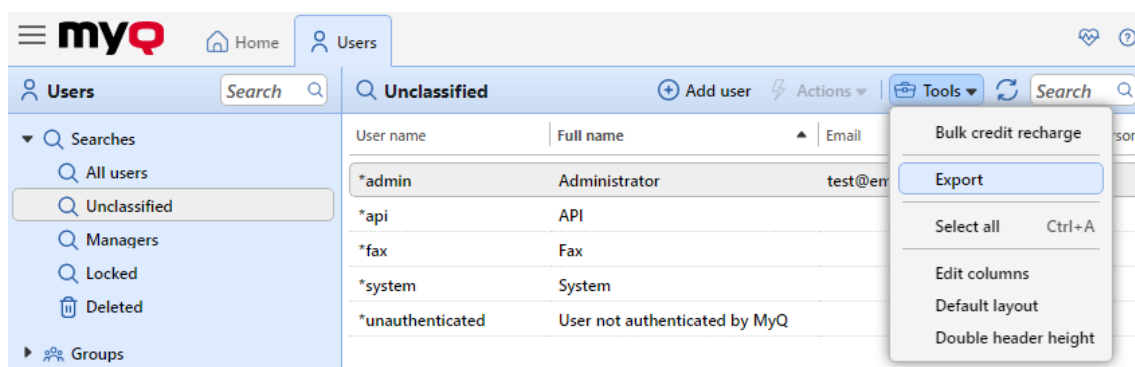 myQ Home Users
Users Search Unclassified Add user Actions Tools Search
Searches
All users
Unclassified
Managers
Locked
Deleted
Groups
User name Full name Email
*admin Administrator
*api API
*fax Fax
*system System
*unauthenticated User not authenticated by MyQ
Bulk credit recharge
Export
Select all Ctrl+A
Edit columns
Default layout
Double header height